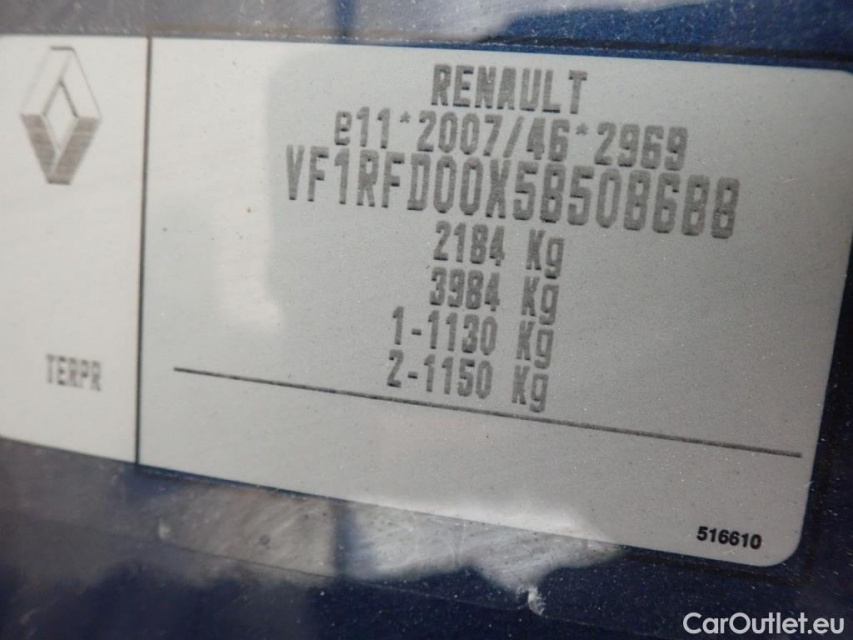 RENAULT
e11*2007/46*2969
VF1RFD00X58508688
2184 Kg
3984 Kg
1-1130 Kg
2-1150 Kg
TERPR
516610
CarOutlet.eu